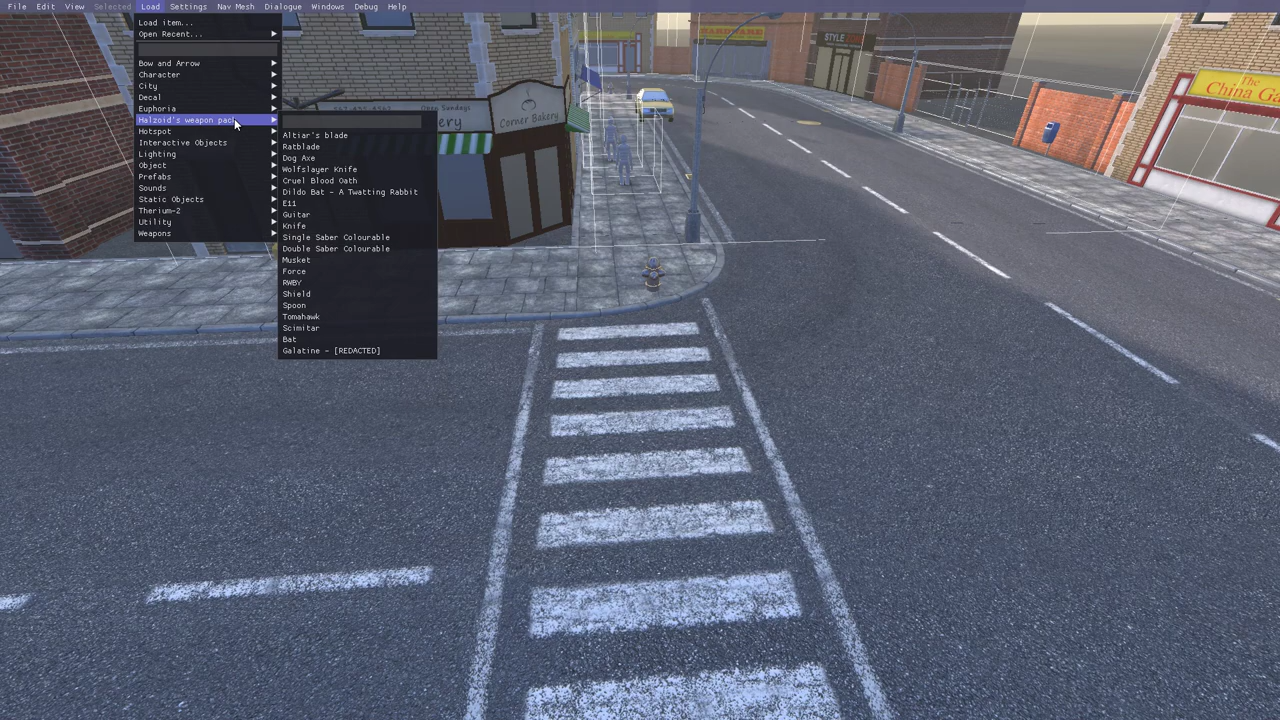 File Edit View Selected Load Settings Nav Mesh Dialogue Windows Debug Help
Load item...
Open Recent...
Bow and Arrow
Character
City
Decal
Euphoria
Halzoid's weapon pack
Hotspot
Interactive Objects
Lighting
Object
Prefabs
Sounds
Static Objects
Therium-2
Utility
Weapons
Altiar's blade
Ratblade
Dog Axe
Wolfslayer Knife
Cruel Blood Oath
Dildo Bat - A Twatting Rabbit
E11
Guitar
Knife
Single Saber Colourable
Double Saber Colourable
Musket
Force
RWBY
Shield
Spoon
Tomahawk
Scimitar
Bat
Galatine - [REDACTED]
Open Sundays
Corner Bakery
HARDWARE
STYLE
The
China Ga